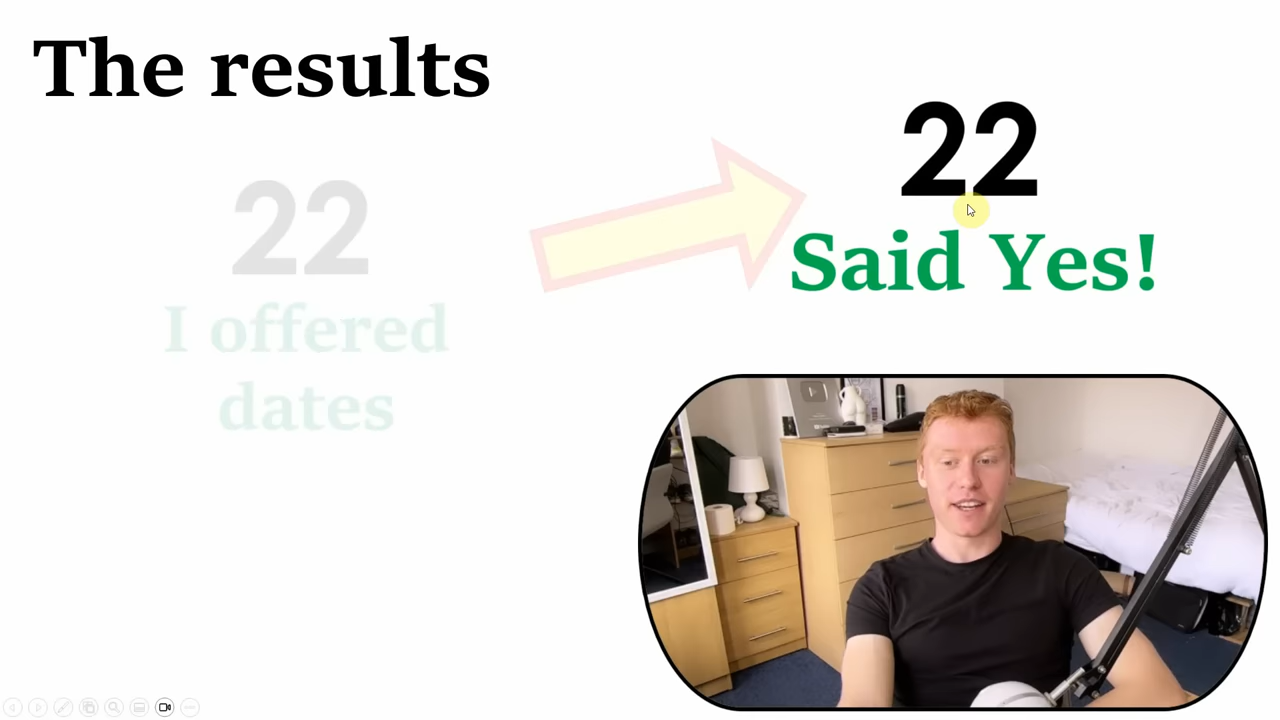 The results
22
I offered
dates
22
Said Yes!